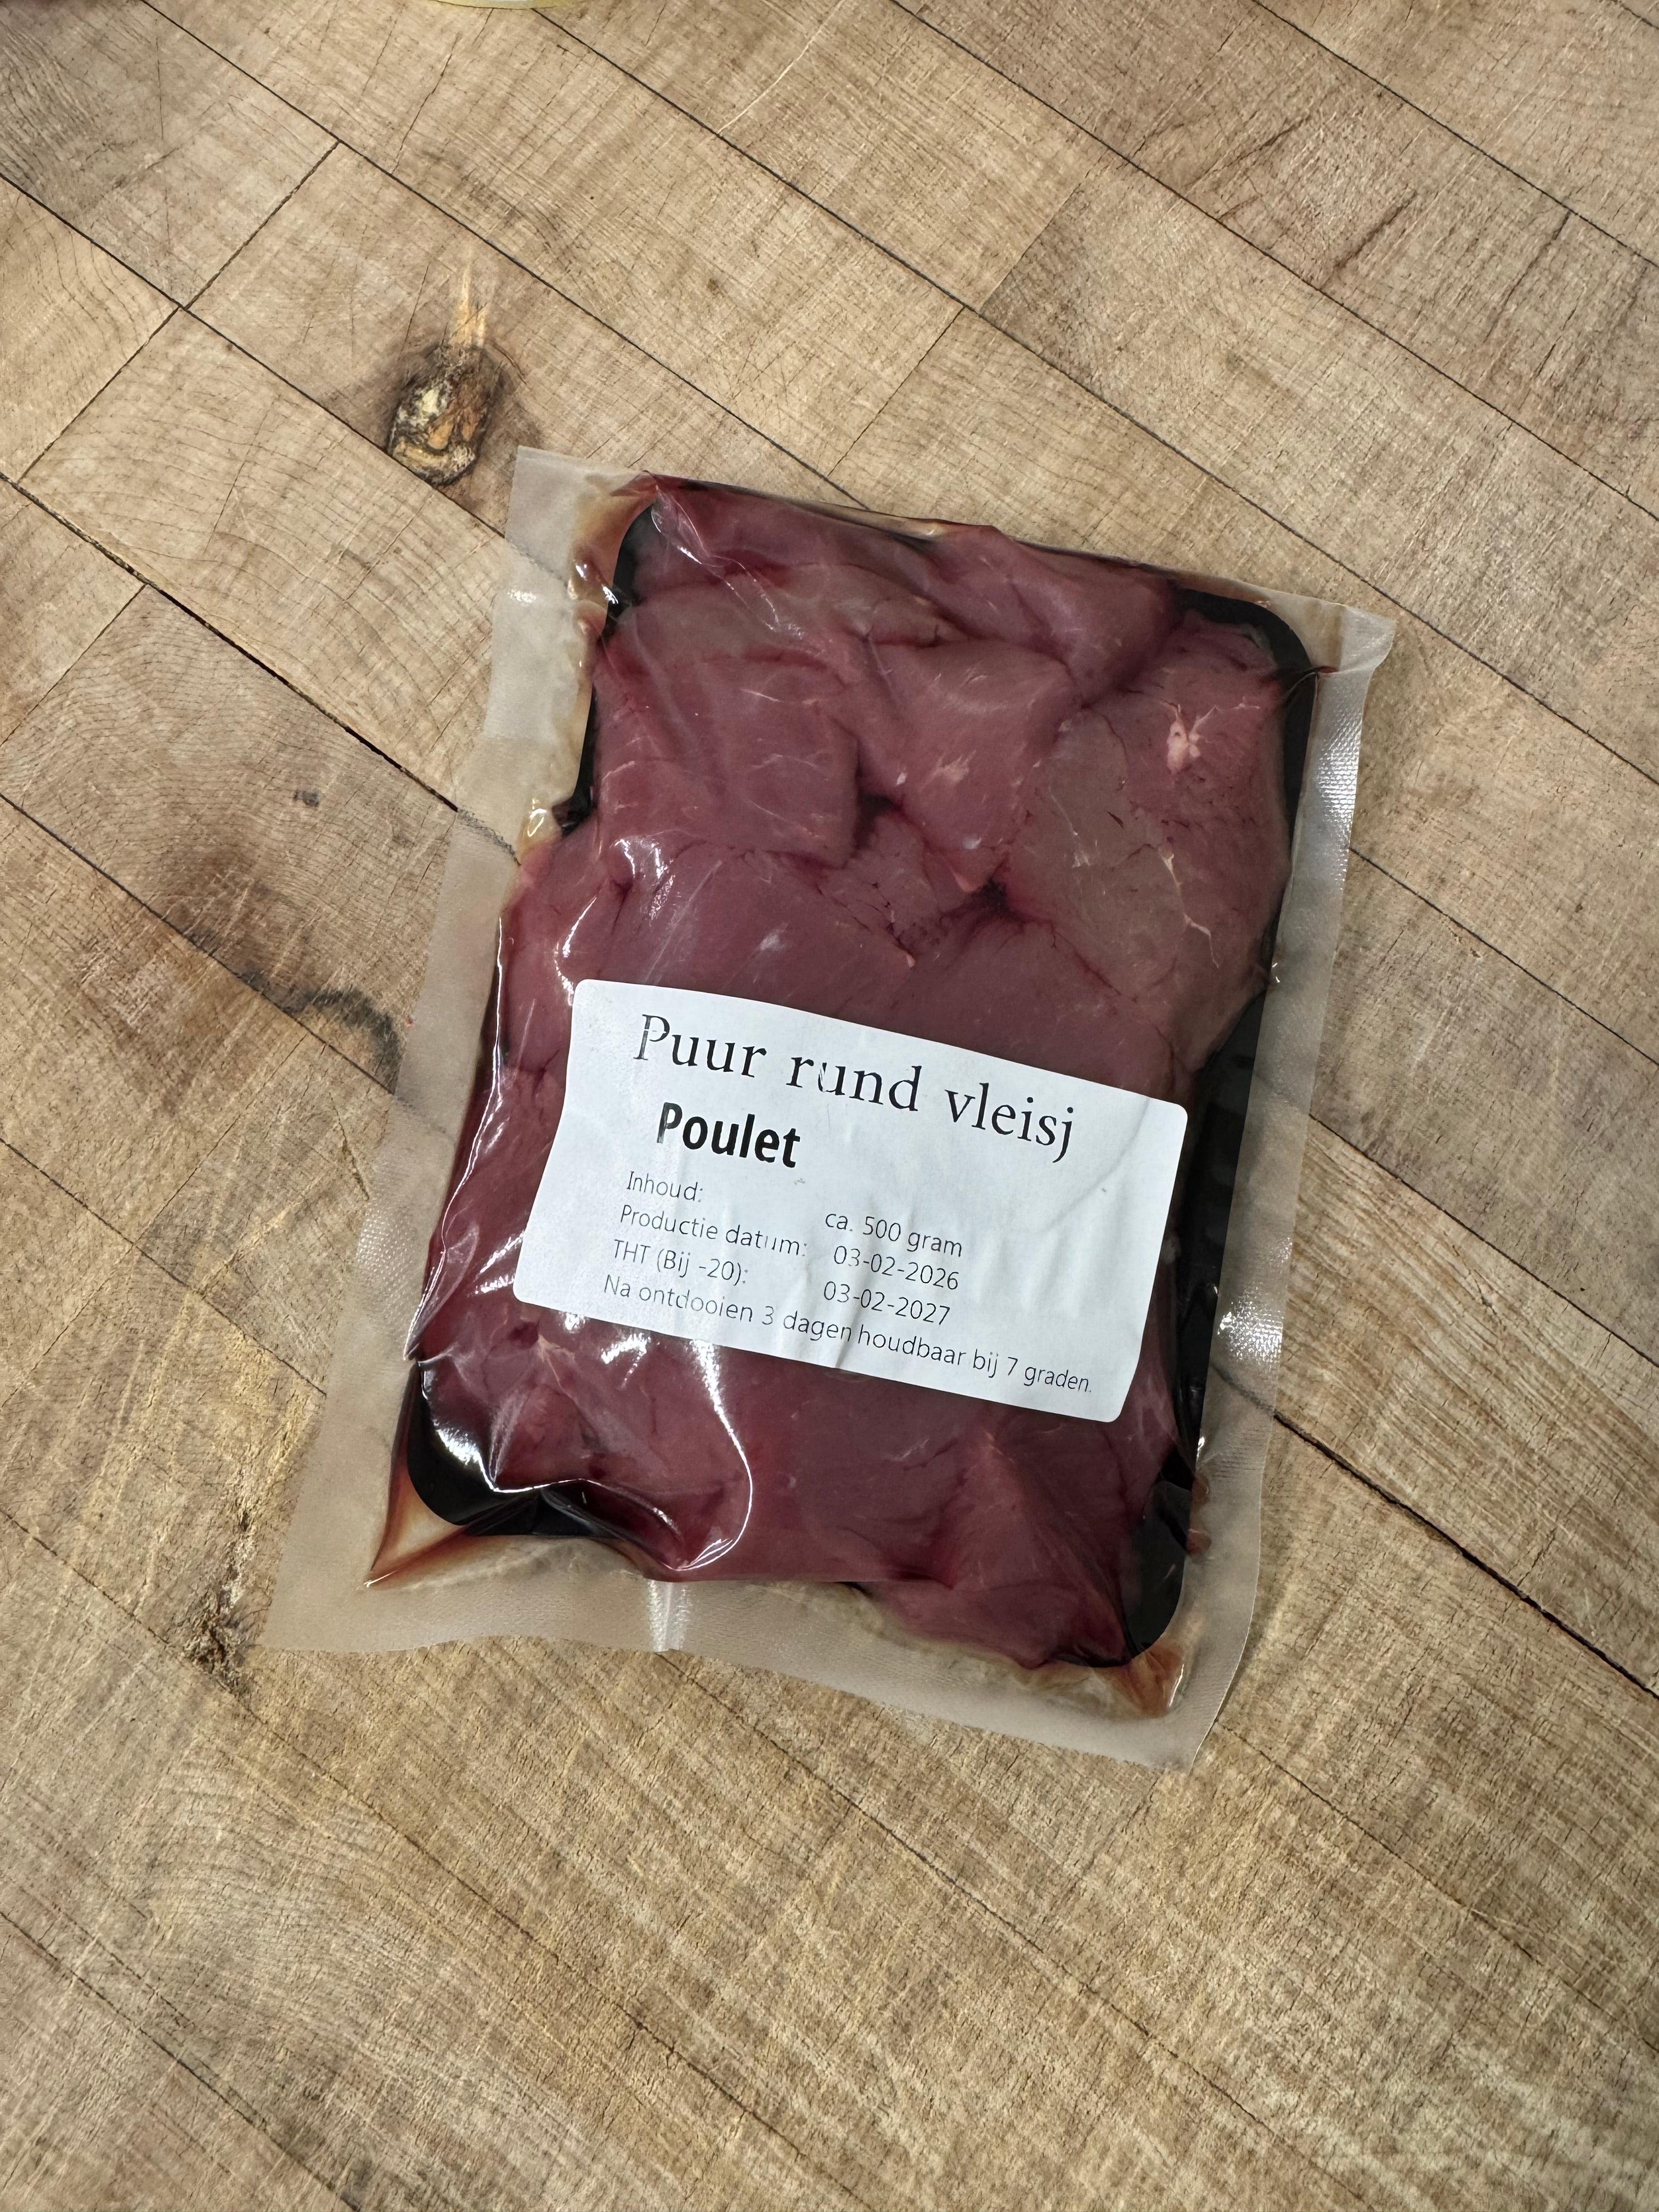 Puur rund vleisj
Poulet
Inhoud: ca. 500 gram
Productie datum: 03-02-2026
THT (Bij -20): 03-02-2027
Na ontdooien 3 dagen houdbaar bij 7 graden.